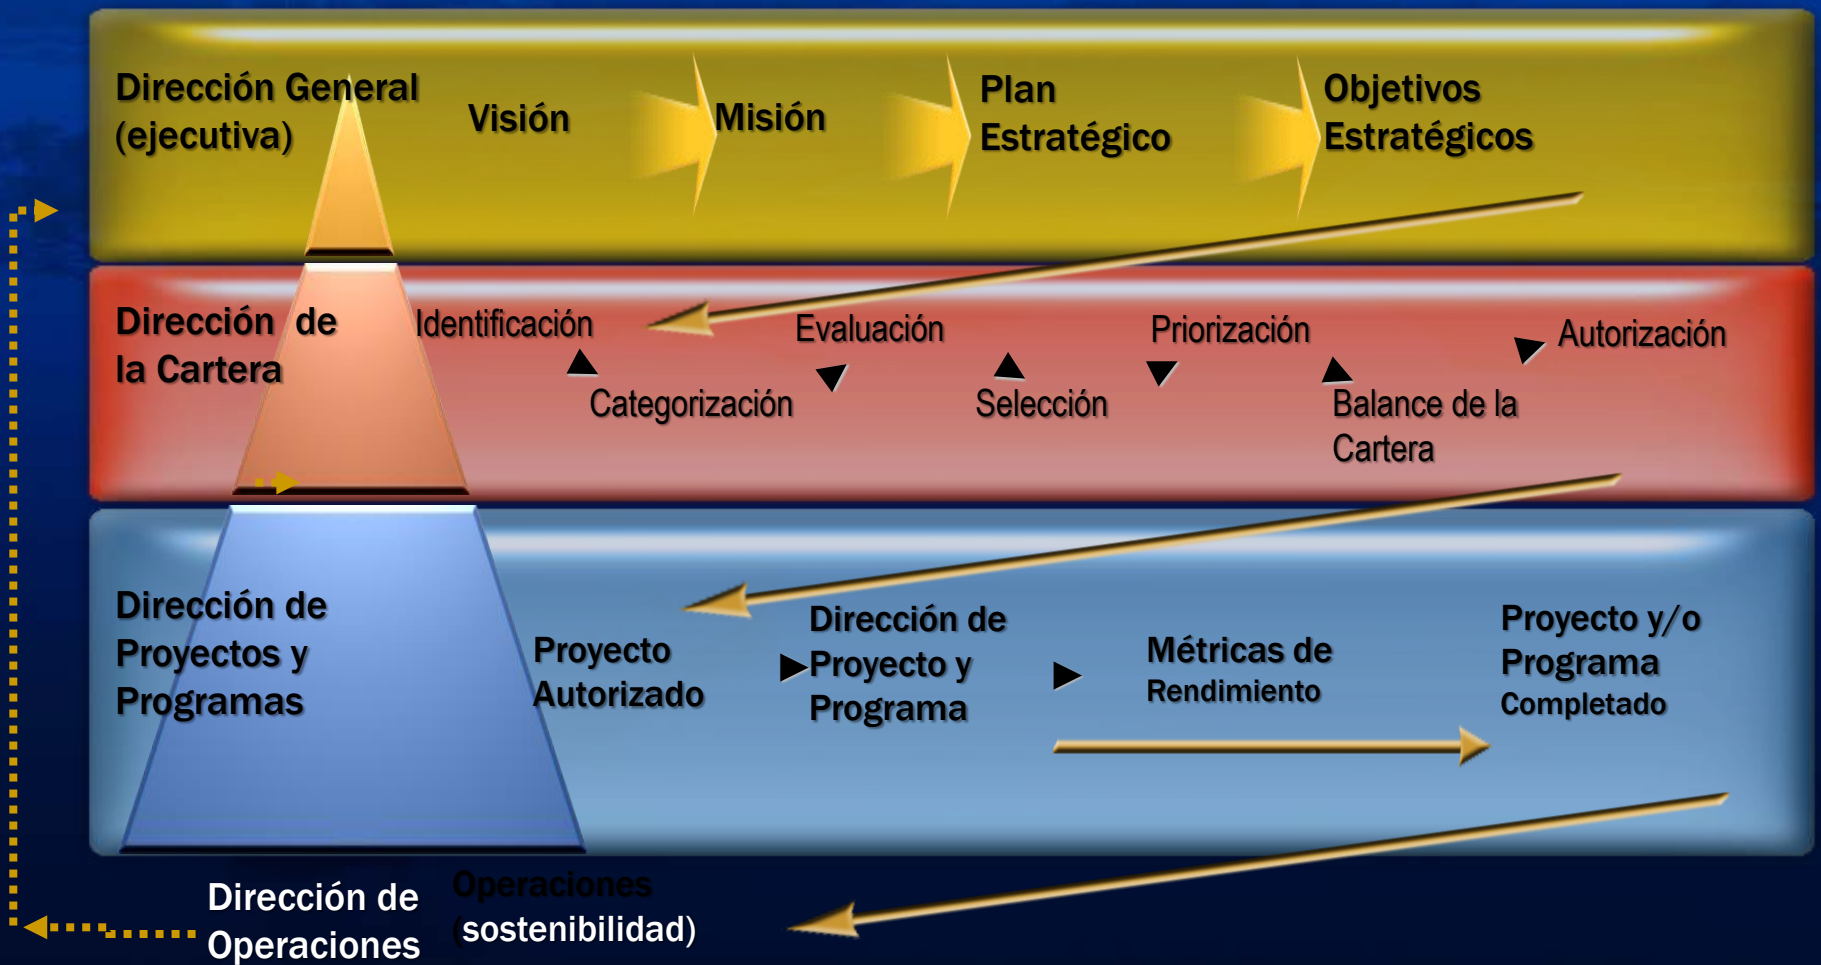 Dirección General
(ejecutiva)
Visión
Misión
Plan
Estratégico
Objetivos
Estratégicos
Dirección de
la Cartera
Identificación
Categorización
Evaluación
Selección
Priorización
Balance de la
Cartera
Autorización
Dirección de
Proyectos y
Programas
Proyecto
Autorizado
Dirección de
Proyecto y
Programa
Métricas de
Rendimiento
Proyecto y/o
Programa
Completado
Dirección de
Operaciones
Operaciones
(sostenibilidad)